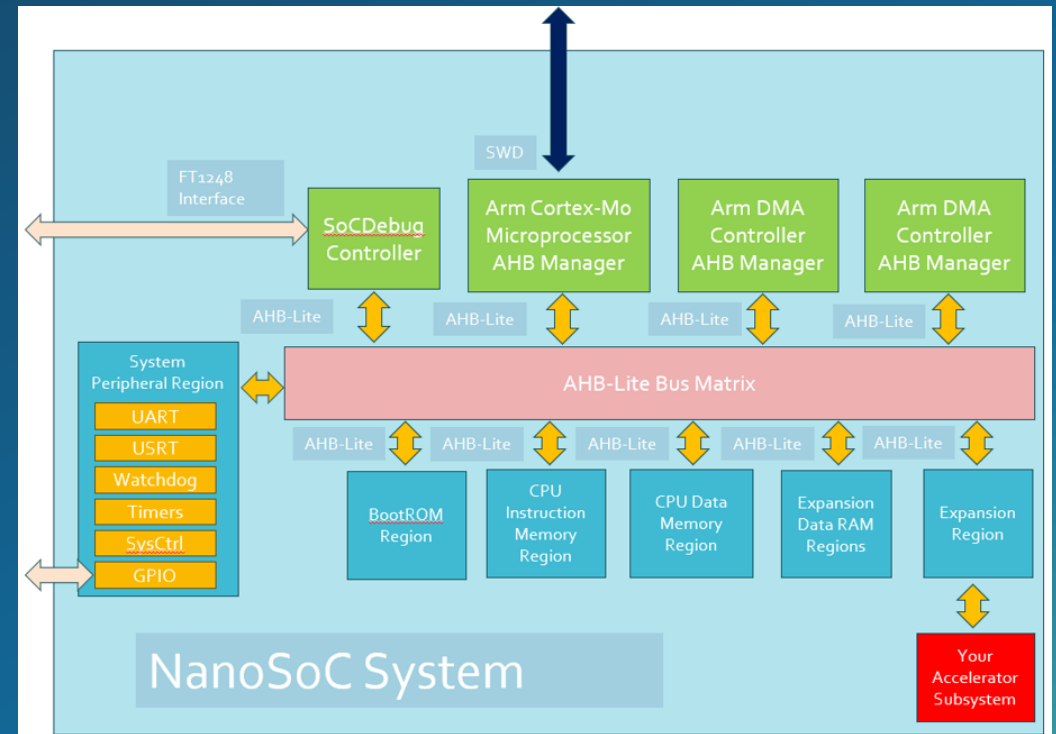 SWD
FT1248
Interface
SoCDebug
Controller
Arm Cortex-M0
Microprocessor
AHB Manager
Arm DMA
Controller
AHB Manager
Arm DMA
Controller
AHB Manager
AHB-Lite
AHB-Lite
AHB-Lite
AHB-Lite
System
Peripheral Region
UART
USRT
Watchdog
Timers
SysCtrl
GPIO
AHB-Lite Bus Matrix
AHB-Lite
AHB-Lite
AHB-Lite
AHB-Lite
AHB-Lite
BootROM
Region
CPU
Instruction
Memory
Region
CPU Data
Memory
Region
Expansion
Data RAM
Regions
Expansion
Region
Your
Accelerator
Subsystem
NanoSoC System